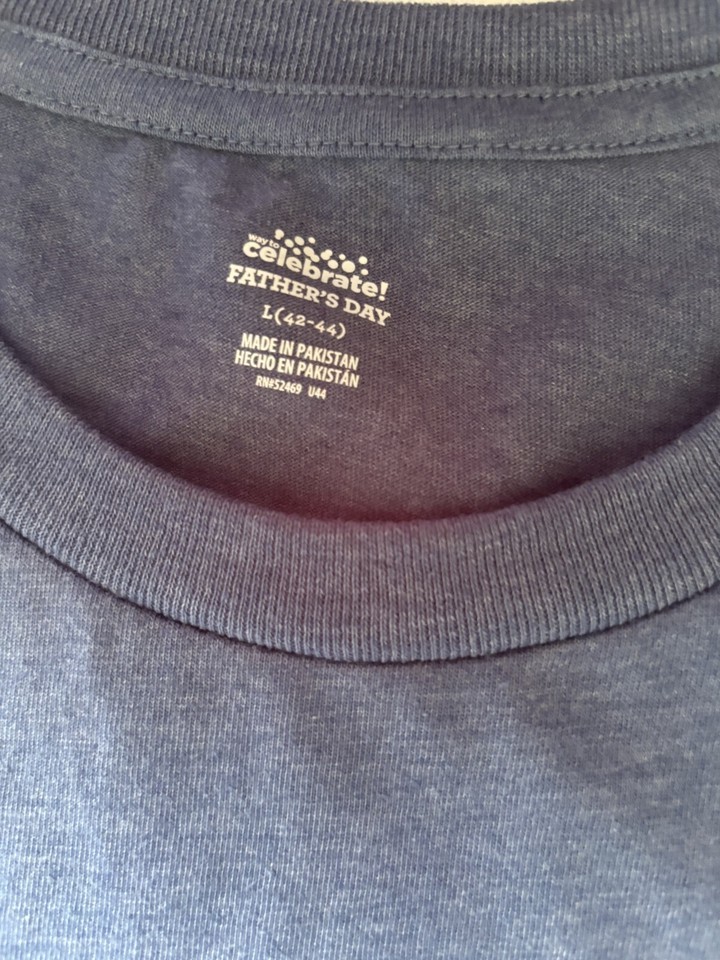 way to
celebrate!
FATHER'S DAY
L(42-44)
MADE IN PAKISTAN
HECHO EN PAKISTÁN
RN#52469 U44